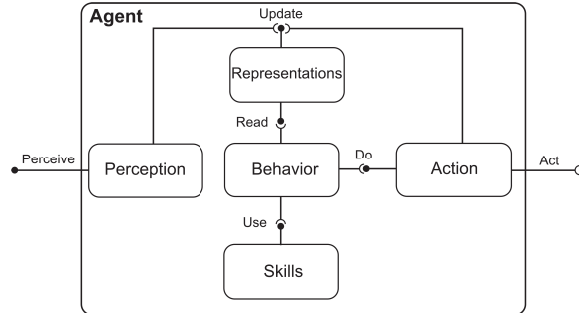 Agent
Update
Representations
Read
Perceive
Perception
Behavior
Do
Action
Act
Use
Skills